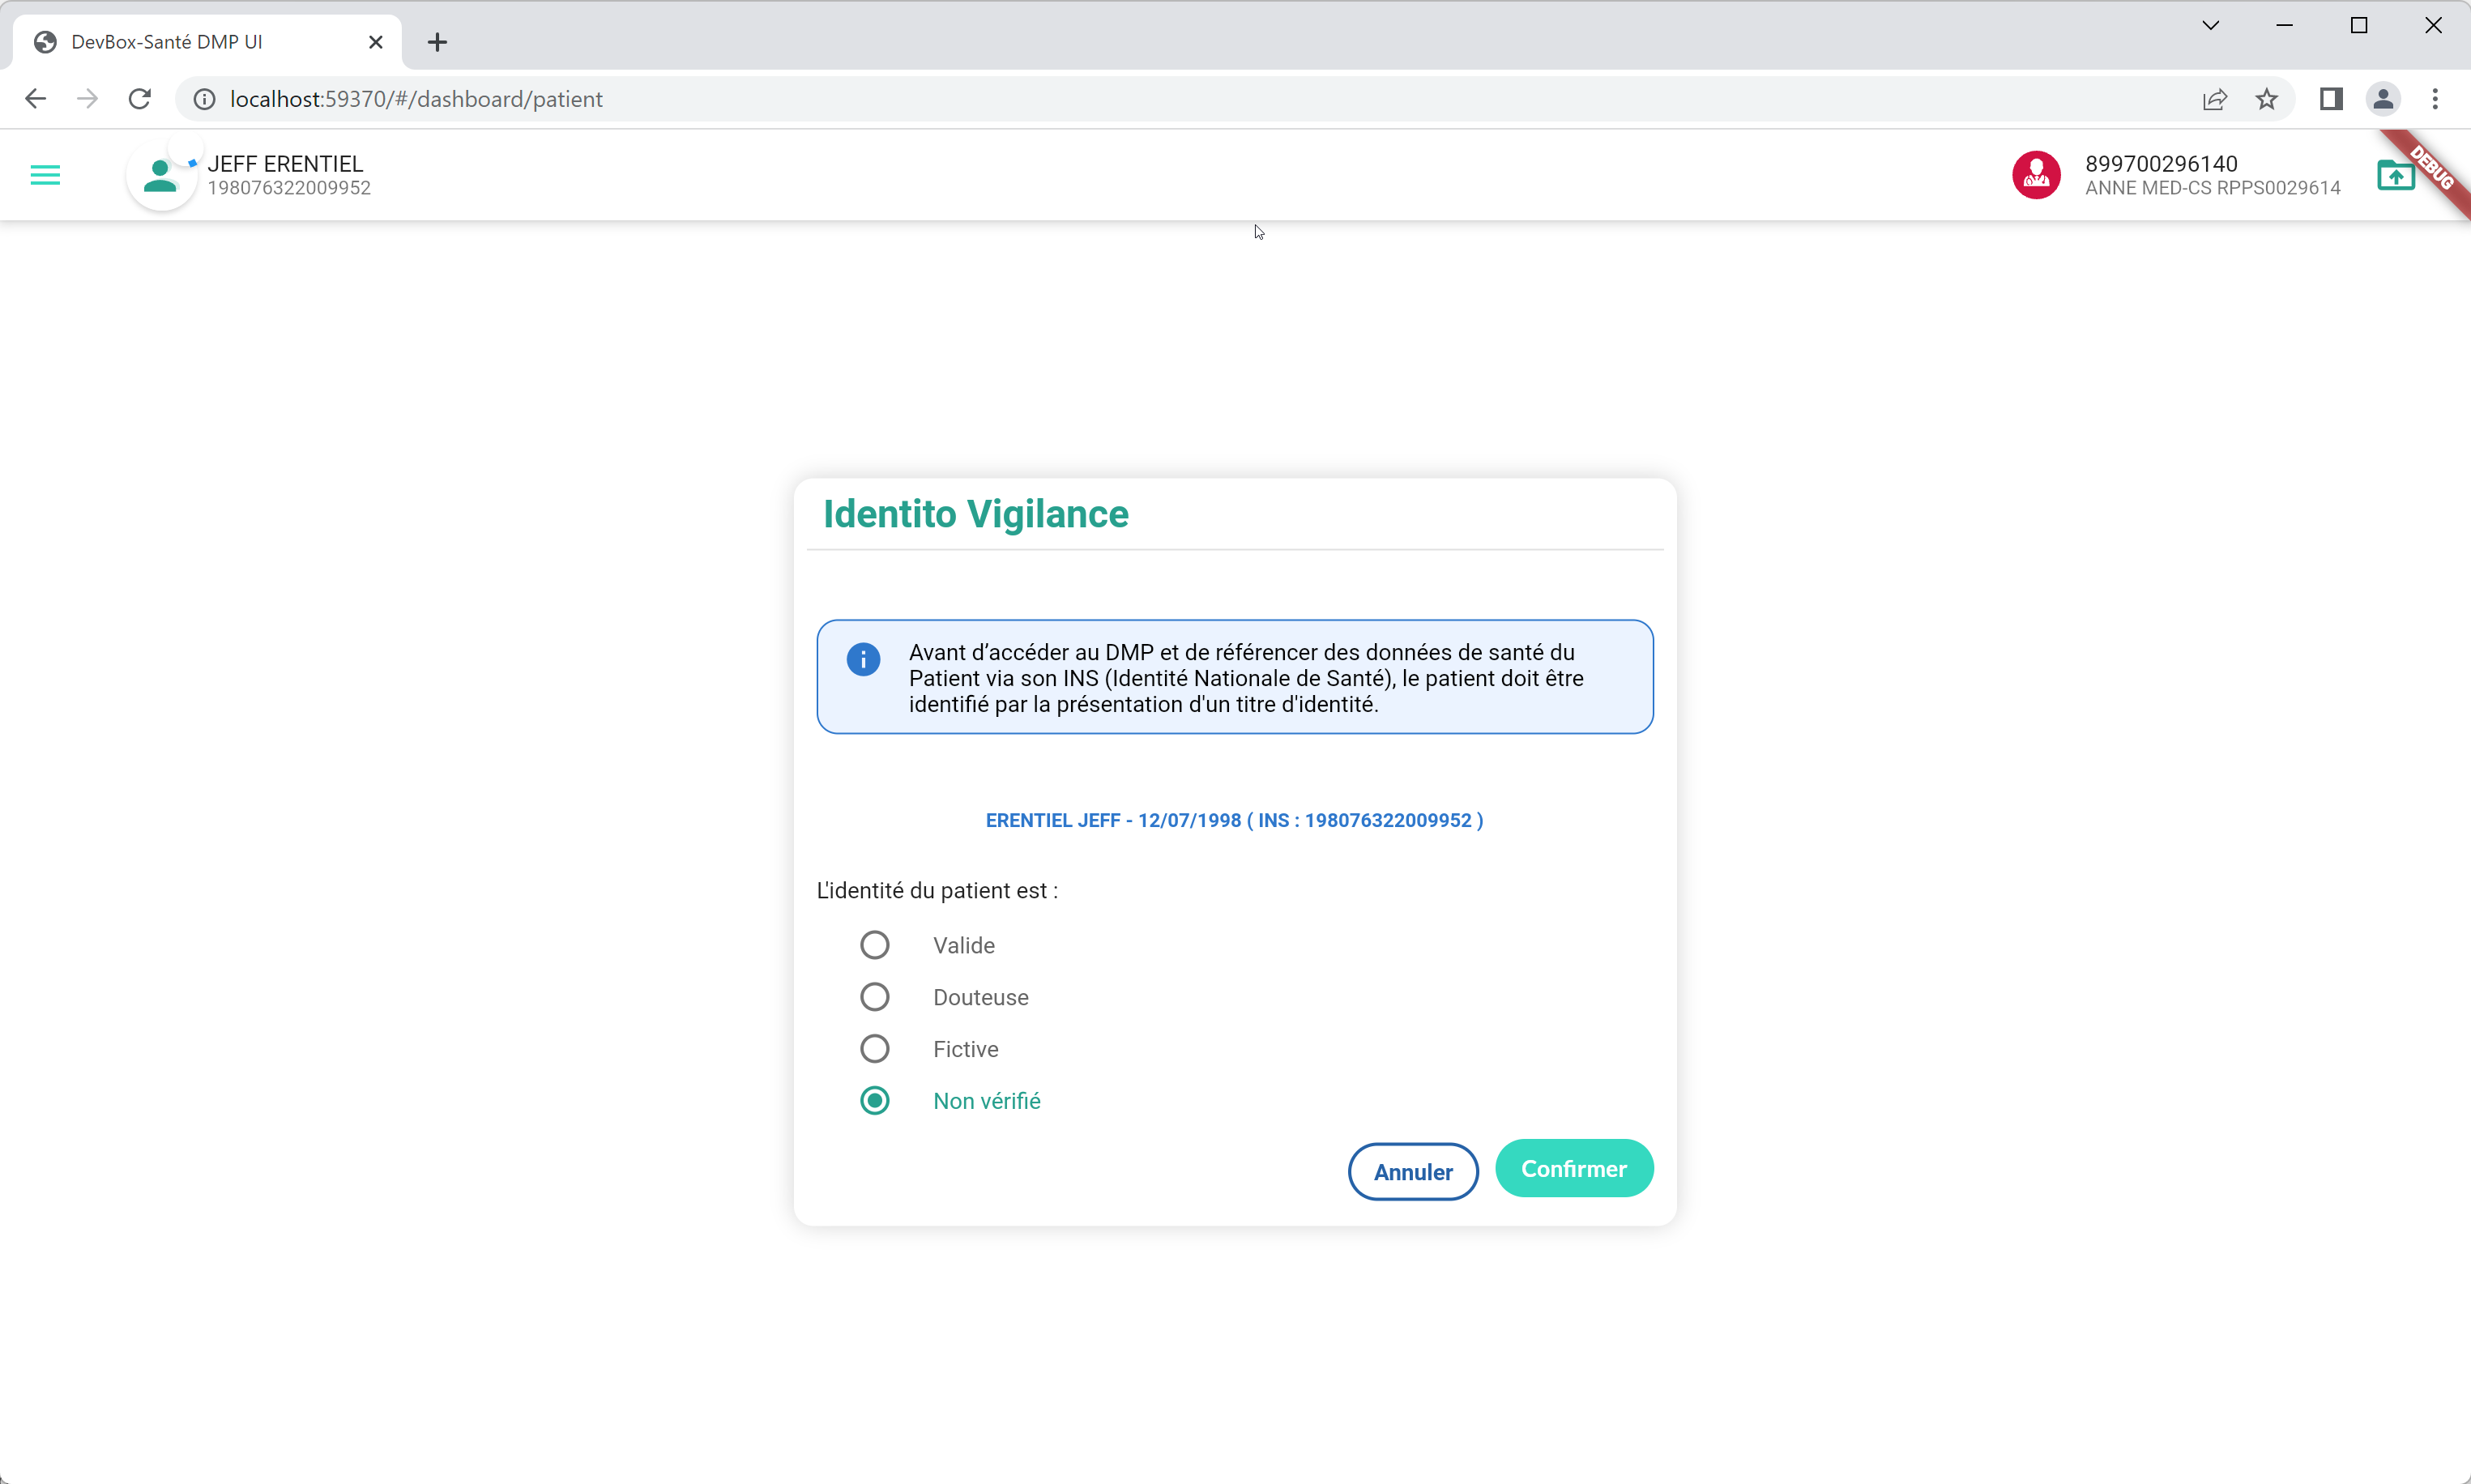 DevBox-Santé DMP UI
localhost:59370/#/dashboard/patient
JEFF ERENTIEL
198076322009952
899700296140
ANNE MED-CS RPPS0029614
DEBUG
Identito Vigilance
Avant d’accéder au DMP et de référencer des données de santé du
Patient via son INS (Identité Nationale de Santé), le patient doit être
identifié par la présentation d'un titre d'identité.
ERENTIEL JEFF - 12/07/1998 ( INS : 198076322009952 )
L'identité du patient est :
Valide
Douteuse
Fictive
Non vérifié
Annuler
Confirmer